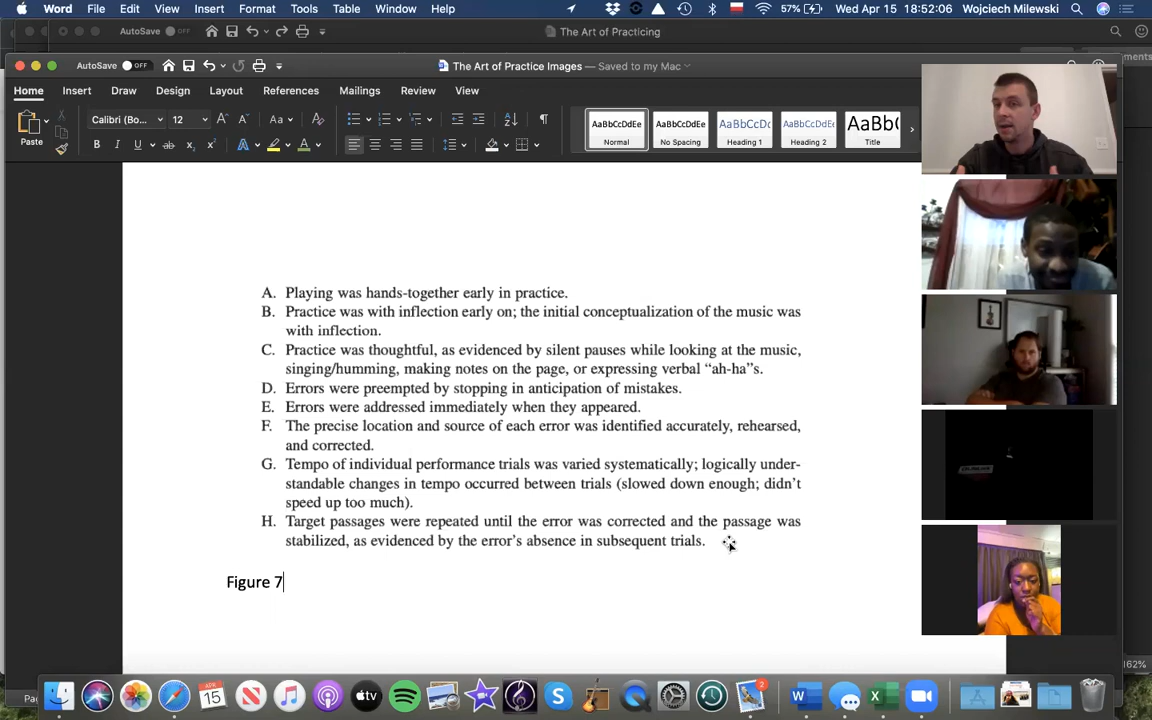 Word File Edit View Insert Format Tools Table Window Help 57% Wed Apr 15 18:52:06 Wojciech Milewski
AutoSave OFF The Art of Practicing
AutoSave OFF The Art of Practice Images — Saved to my Mac
Home Insert Draw Design Layout References Mailings Review View
Calibri (Bo... 12 Aa
Paste
AaBbCcDdEe AaBbCcDdEe AaBbCcDc AaBbCcDdEe AaBb(
Normal No Spacing Heading 1 Heading 2 Title
A. Playing was hands-together early in practice.
B. Practice was with inflection early on; the initial conceptualization of the music was
with inflection.
C. Practice was thoughtful, as evidenced by silent pauses while looking at the music,
singing/humming, making notes on the page, or expressing verbal “ah-ha”s.
D. Errors were preempted by stopping in anticipation of mistakes.
E. Errors were addressed immediately when they appeared.
F. The precise location and source of each error was identified accurately, rehearsed,
and corrected.
G. Tempo of individual performance trials was varied systematically; logically under-
standable changes in tempo occurred between trials (slowed down enough; didn’t
speed up too much).
H. Target passages were repeated until the error was corrected and the passage was
stabilized, as evidenced by the error’s absence in subsequent trials.
Figure 7
162%
APR
15
tv
2